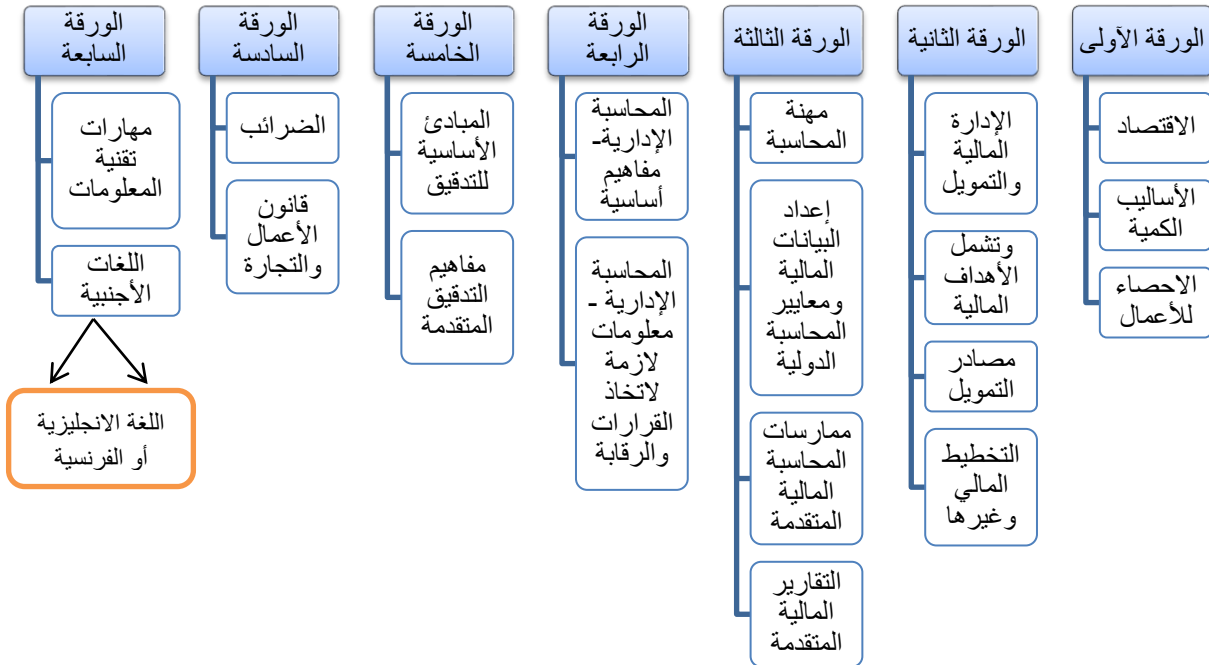 الورقة الآولى
الاقتصاد
الأساليب
الكمية
الاحصاء
للأعمال
الورقة الثانية
الإدارة
المالية
والتمويل
وتشمل
الأهداف
المالية
مصادر
التمويل
التخطيط
المالي
وغيرها
الورقة الثالثة
مهنة
المحاسبة
إعداد
البيانات
المالية
ومعايير
المحاسبة
الدولية
ممارسات
المحاسبة
المالية
المتقدمة
التقارير
المالية
المتقدمة
الورقة
الرابعة
المحاسبة
الإدارية-
مفاهيم
أساسية
المحاسبة
الإدارية -
معلومات
لازمة
لاتخاذ
القرارات
والرقابة
الورقة
الخامسة
المبادئ
الأساسية
للتدقيق
مفاهيم
التدقيق
المتقدمة
الورقة
السادسة
الضرائب
قانون
الأعمال
والتجارة
الورقة
السابعة
مهارات
تقنية
المعلومات
اللغات
الأجنبية
اللغة الانجليزية
أو الفرنسية